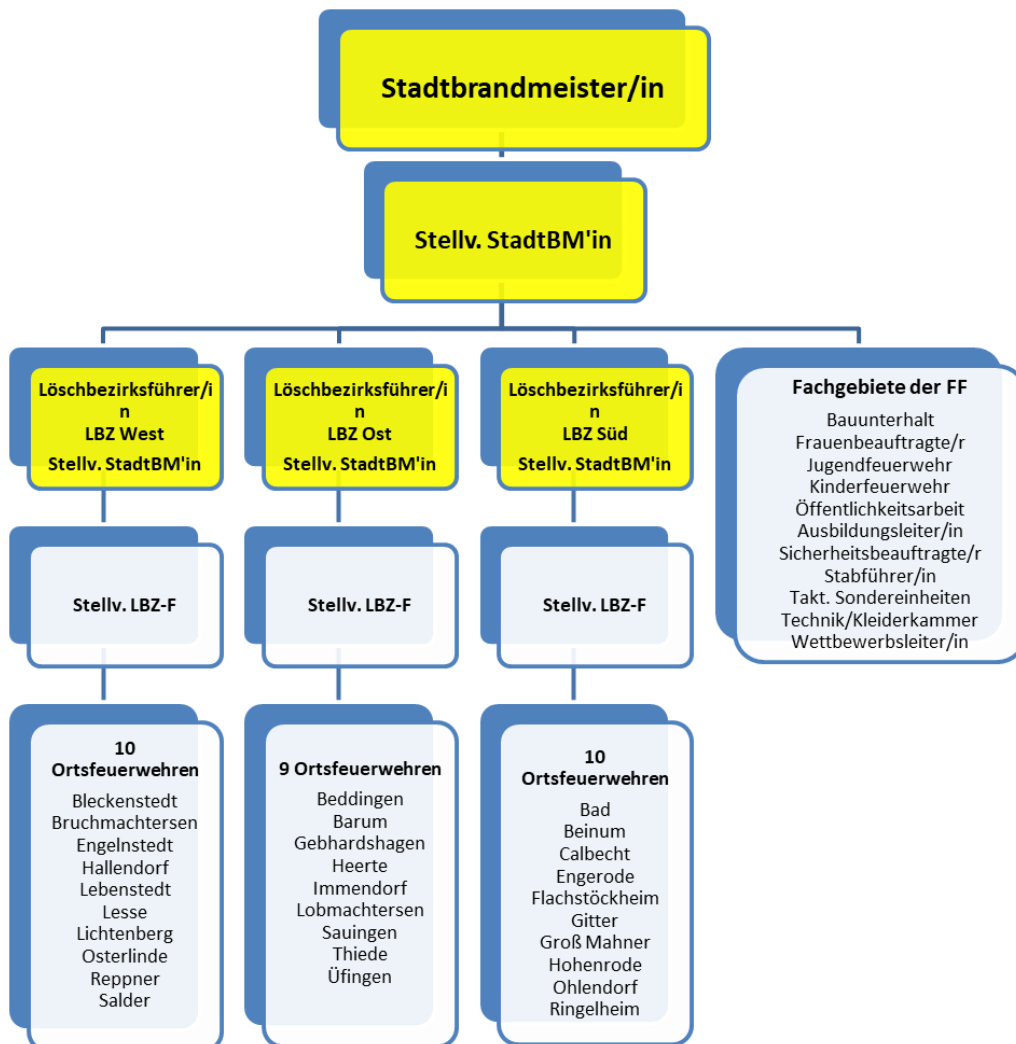 Stadtbrandmeister/in
Stellv. StadtBM'in
Löschbezirksführer/i
n
LBZ West
Stellv. StadtBM'in
Löschbezirksführer/i
n
LBZ Ost
Stellv. StadtBM'in
Löschbezirksführer/i
n
LBZ Süd
Stellv. StadtBM'in
Fachgebiete der FF
Bauunterhalt
Frauenbeauftragte/r
Jugendfeuerwehr
Kinderfeuerwehr
Öffentlichkeitsarbeit
Ausbildungsleiter/in
Sicherheitsbeauftragte/r
Stabführer/in
Takt. Sondereinheiten
Technik/Kleiderkammer
Wettbewerbsleiter/in
Stellv. LBZ-F
Stellv. LBZ-F
Stellv. LBZ-F
10
Ortsfeuerwehren
Bleckenstedt
Bruchmachtersen
Engelnstedt
Hallendorf
Lebenstedt
Lesse
Lichtenberg
Osterlinde
Reppner
Salder
9 Ortsfeuerwehren
Beddingen
Barum
Gebhardshagen
Heerte
Immendorf
Lobmachtersen
Sauingen
Thiede
Üfingen
10
Ortsfeuerwehren
Bad
Beinum
Calbecht
Engerode
Flachstöckheim
Gitter
Groß Mahner
Hohenrode
Ohlendorf
Ringelheim